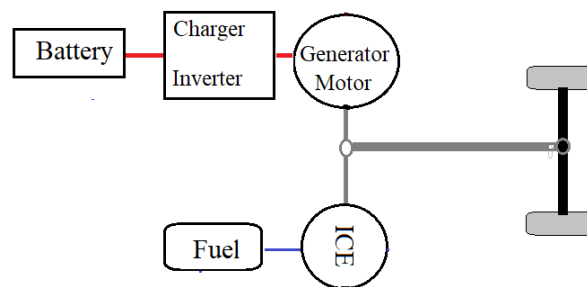 Battery
Charger
Inverter
Generator
Motor
Fuel
ICE